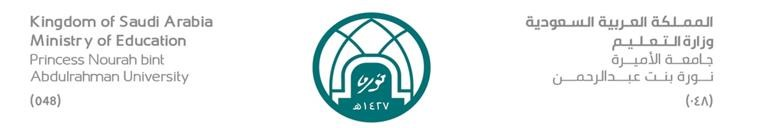 Kingdom of Saudi Arabia
Ministry of Education
Princess Nourah bint
Abdulrahman University
(048)
نورها
١٤٢٧هـ
المملكة العربية السعودية
وزارة التعليم
جامعة الأميرة
نورة بنت عبدالرحمن
(٠٤٨)